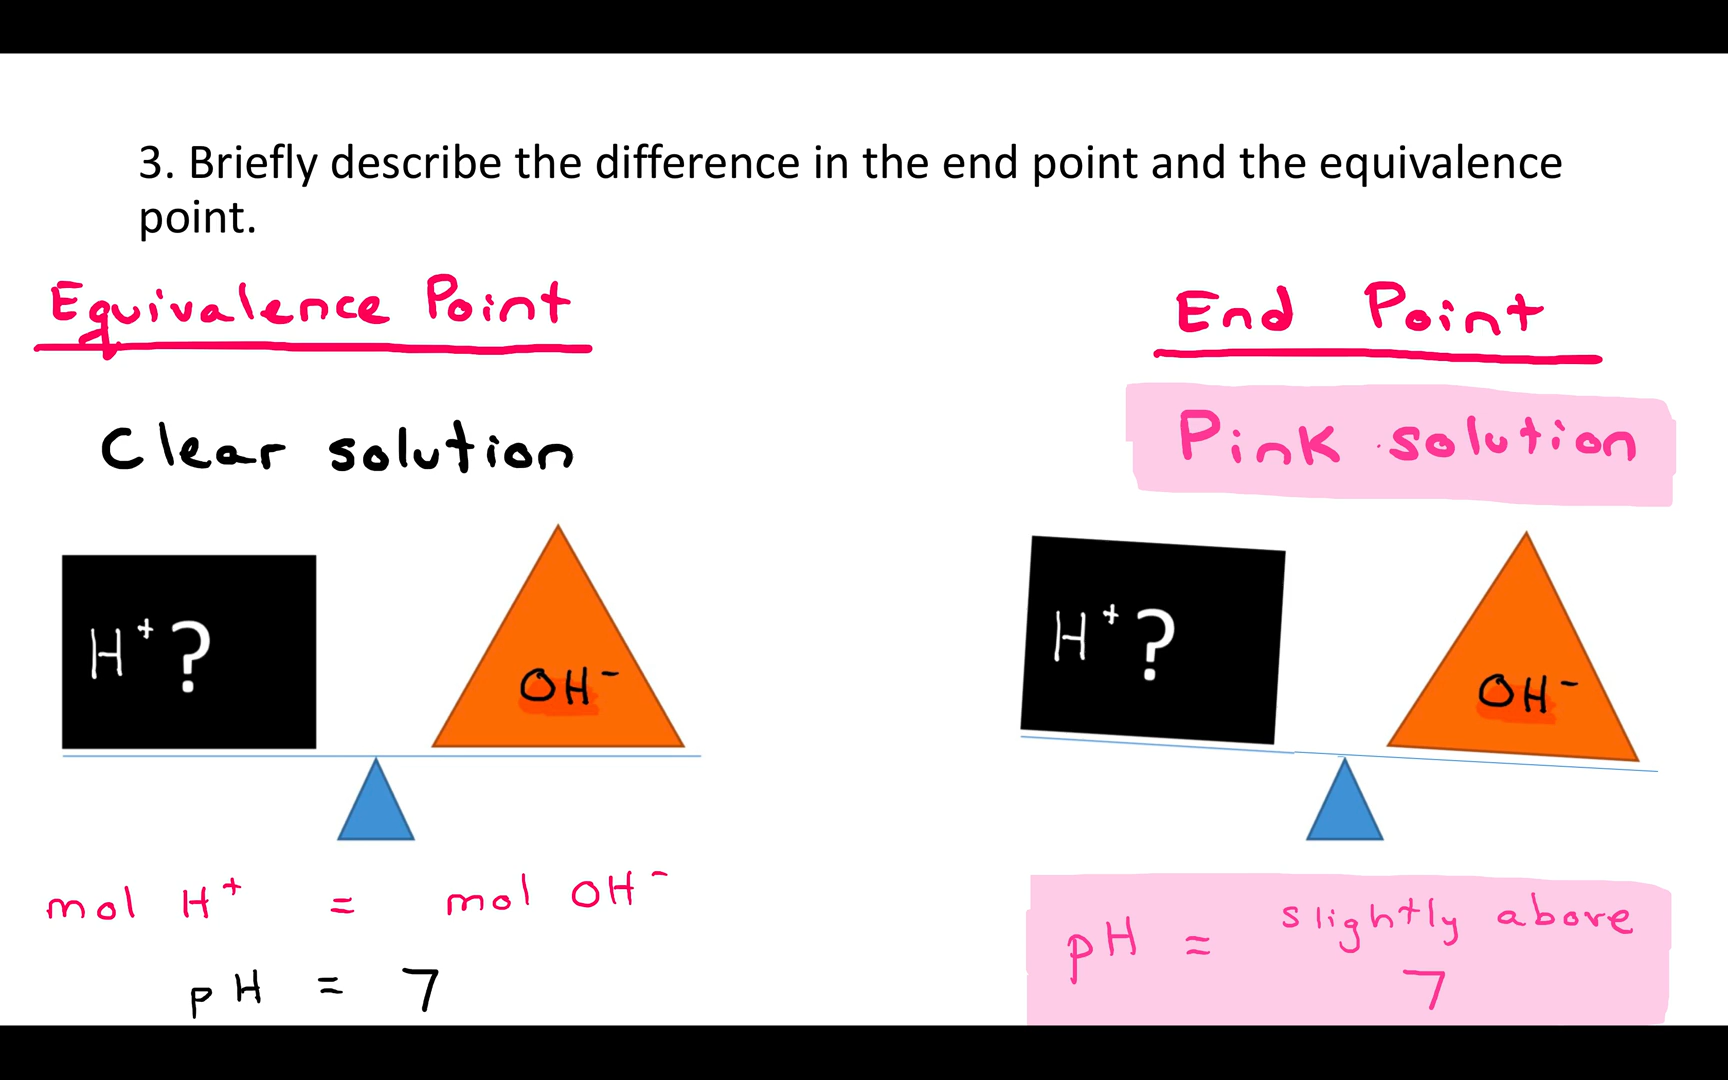 3. Briefly describe the difference in the end point and the equivalence
point.
Equivalence Point
End Point
Clear solution
Pink solution
H⁺ ?
OH⁻
H⁺ ?
OH⁻
mol H⁺ = mol OH⁻
pH = 7
pH = slightly above
7